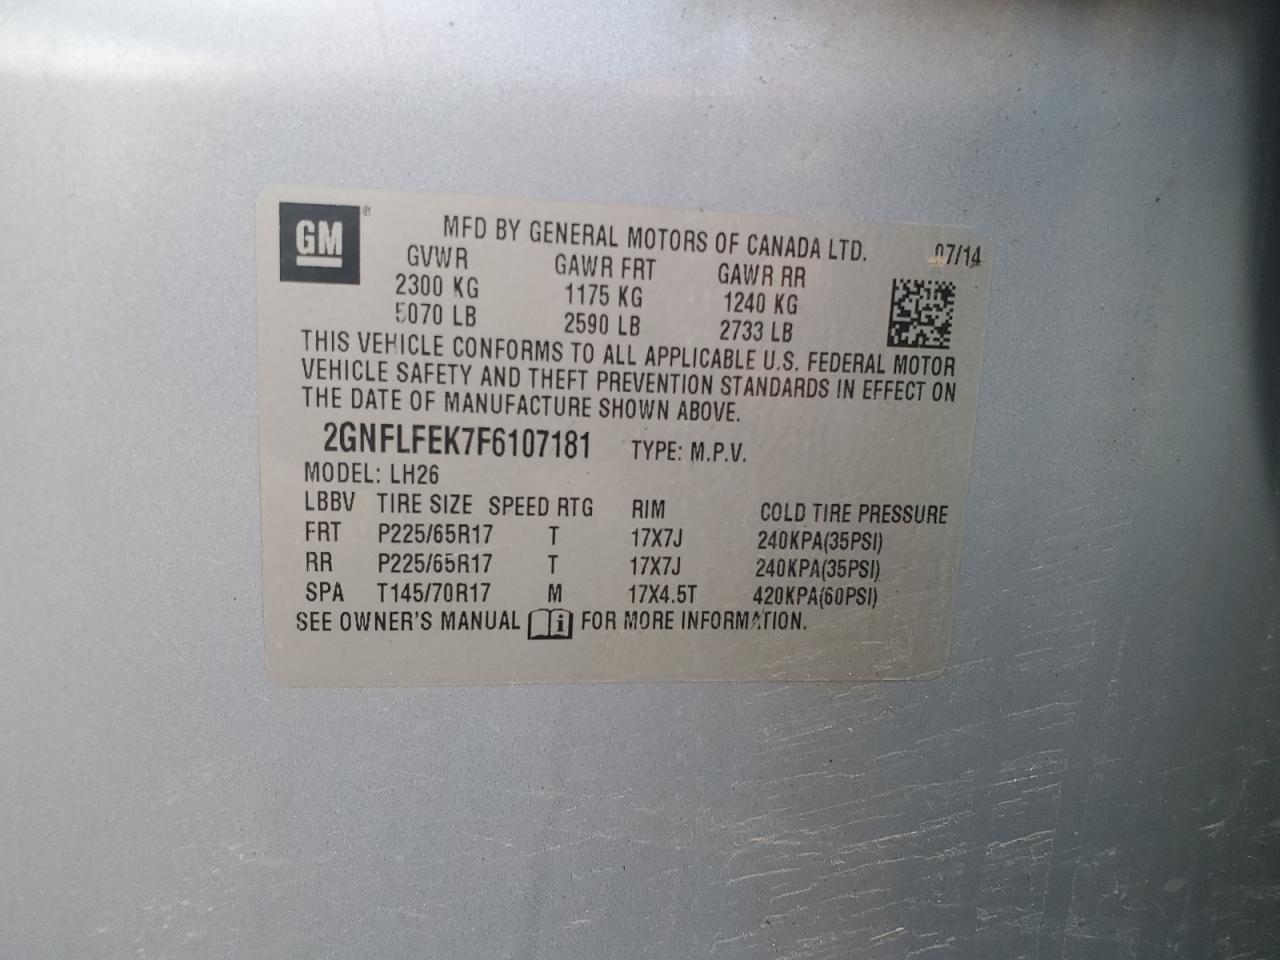 GM®
MFD BY GENERAL MOTORS OF CANADA LTD. 07/14
GVWR GAWR FRT GAWR RR
2300 KG 1175 KG 1240 KG
5070 LB 2590 LB 2733 LB
THIS VEHICLE CONFORMS TO ALL APPLICABLE U.S. FEDERAL MOTOR
VEHICLE SAFETY AND THEFT PREVENTION STANDARDS IN EFFECT ON
THE DATE OF MANUFACTURE SHOWN ABOVE.
2GNFLFEK7F6107181 TYPE: M.P.V.
MODEL: LH26
LBBV TIRE SIZE SPEED RTG RIM COLD TIRE PRESSURE
FRT P225/65R17 T 17X7J 240KPA(35PSI)
RR P225/65R17 T 17X7J 240KPA(35PSI)
SPA T145/70R17 M 17X4.5T 420KPA(60PSI)
SEE OWNER'S MANUAL i FOR MORE INFORMATION.